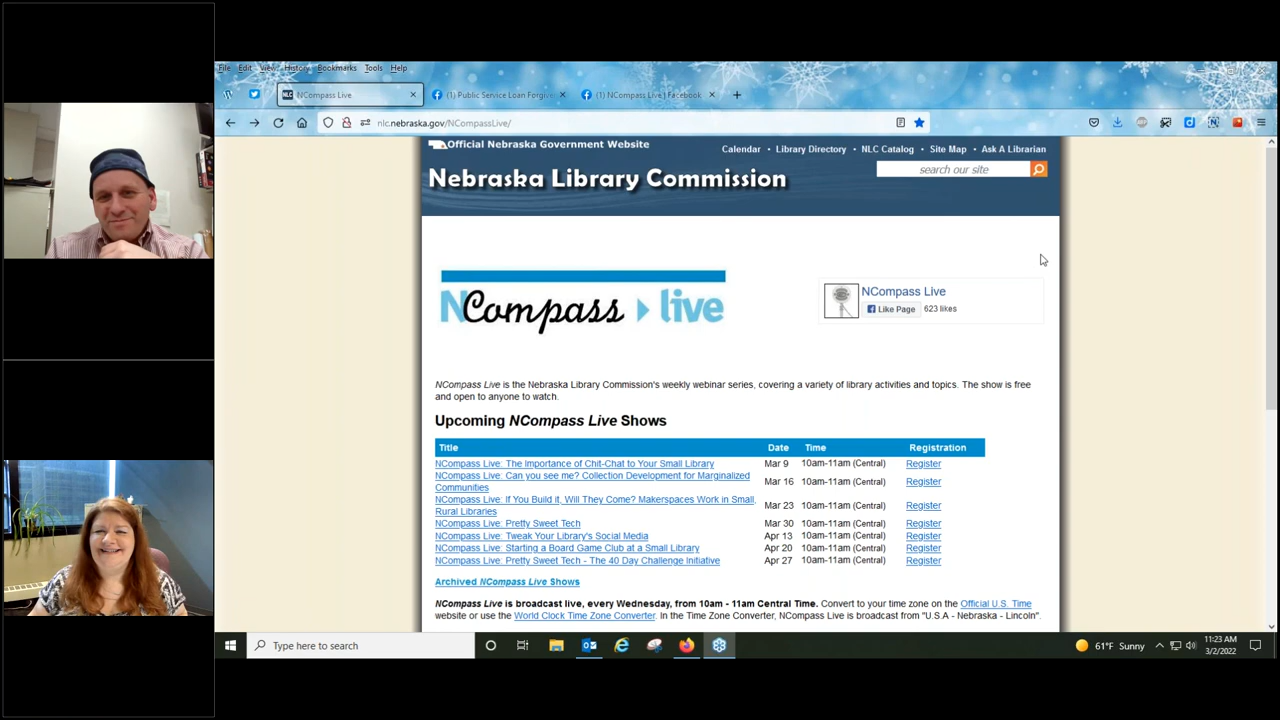 File Edit View History Bookmarks Tools Help
NLC NCompass Live
(1) Public Service Loan Forgive
(1) NCompass Live | Facebook
nlc.nebraska.gov/NCompassLive/
Official Nebraska Government Website
Calendar • Library Directory • NLC Catalog • Site Map • Ask A Librarian
Nebraska Library Commission
search our site
NCompass live
NCompass Live
Like Page 623 likes
NCompass Live is the Nebraska Library Commission's weekly webinar series, covering a variety of library activities and topics. The show is free
and open to anyone to watch.
Upcoming NCompass Live Shows
Title Date Time Registration
NCompass Live: The Importance of Chit-Chat to Your Small Library Mar 9 10am-11am (Central) Register
NCompass Live: Can you see me? Collection Development for Marginalized
Communities Mar 16 10am-11am (Central) Register
NCompass Live: If You Build it, Will They Come? Makerspaces Work in Small,
Rural Libraries Mar 23 10am-11am (Central) Register
NCompass Live: Pretty Sweet Tech Mar 30 10am-11am (Central) Register
NCompass Live: Tweak Your Library's Social Media Apr 13 10am-11am (Central) Register
NCompass Live: Starting a Board Game Club at a Small Library Apr 20 10am-11am (Central) Register
NCompass Live: Pretty Sweet Tech - The 40 Day Challenge Initiative Apr 27 10am-11am (Central) Register
Archived NCompass Live Shows
NCompass Live is broadcast live, every Wednesday, from 10am - 11am Central Time. Convert to your time zone on the Official U.S. Time
website or use the World Clock Time Zone Converter. In the Time Zone Converter, NCompass Live is broadcast from "U.S.A - Nebraska - Lincoln".
Type here to search
61°F Sunny
11:23 AM
3/2/2022